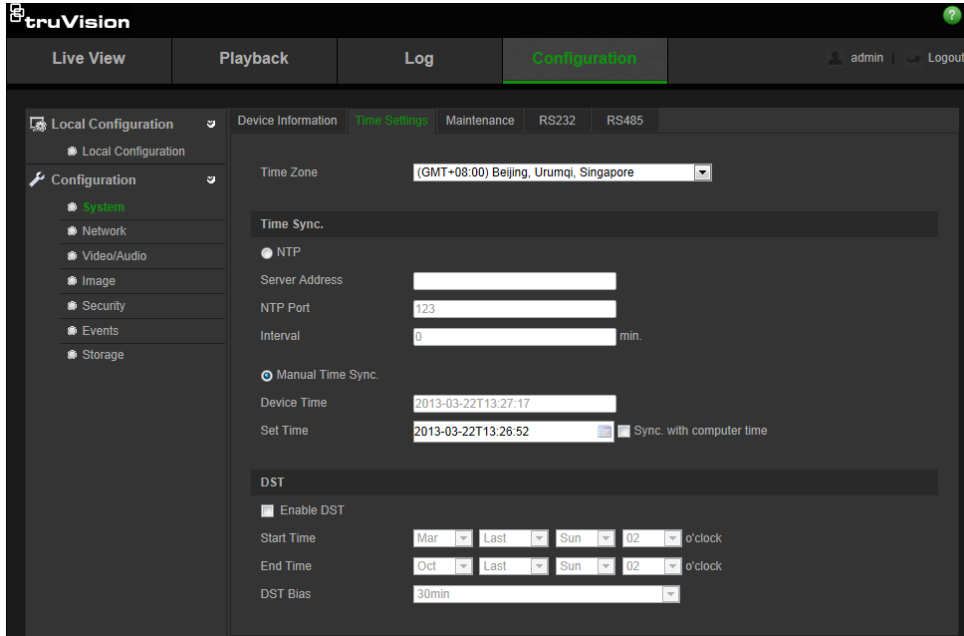 truVision
?
Live View Playback Log Configuration admin | Logout
Local Configuration
Local Configuration
Configuration
System
Network
Video/Audio
Image
Security
Events
Storage
Device Information Time Settings Maintenance RS232 RS485
Time Zone (GMT+08:00) Beijing, Urumqi, Singapore
Time Sync.
NTP
Server Address
NTP Port 123
Interval 0 min.
Manual Time Sync.
Device Time 2013-03-22T13:27:17
Set Time 2013-03-22T13:26:52 Sync. with computer time
DST
Enable DST
Start Time Mar Last Sun 02 o'clock
End Time Oct Last Sun 02 o'clock
DST Bias 30min